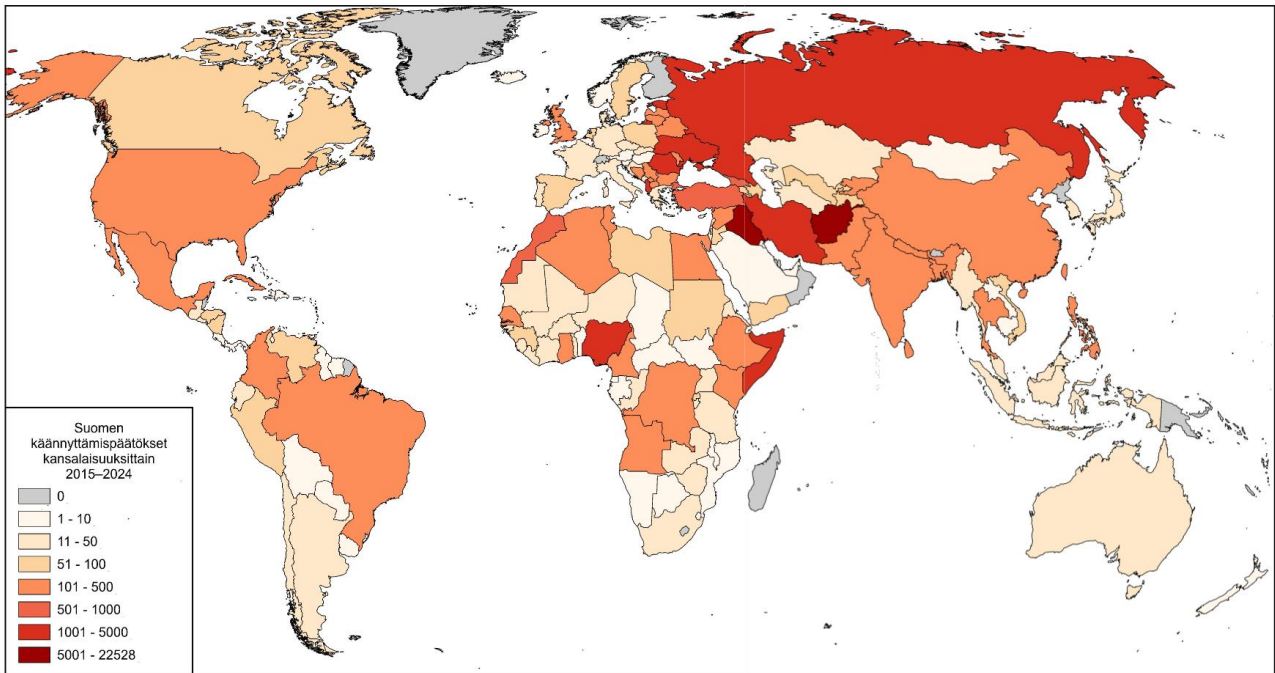 Suomen
käännyttämispäätökset
kansalaisuuksittain
2015–2024
0
1 - 10
11 - 50
51 - 100
101 - 500
501 - 1000
1001 - 5000
5001 - 22528